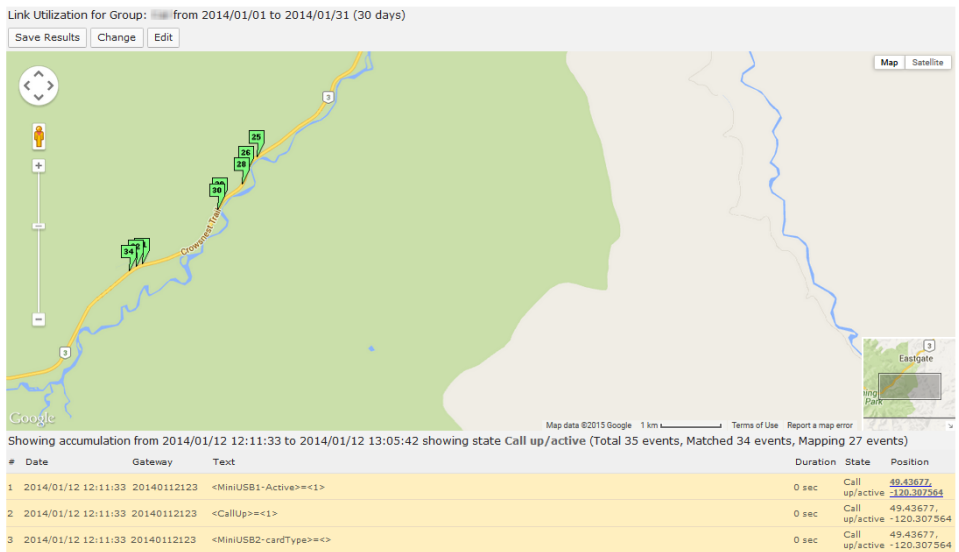 Link Utilization for Group: from 2014/01/01 to 2014/01/31 (30 days)
Save Results Change Edit
Map Satellite
3
25
26
28
30
Crowsnest Trail
34
3
3
Eastgate
Park
Google
Map data ©2015 Google 1 km Terms of Use Report a map error
Showing accumulation from 2014/01/12 12:11:33 to 2014/01/12 13:05:42 showing state Call up/active (Total 35 events, Matched 34 events, Mapping 27 events)
# Date Gateway Text Duration State Position
1 2014/01/12 12:11:33 20140112123 <MiniUSB1-Active>=<1> 0 sec Call up/active 49.43677, -120.307564
2 2014/01/12 12:11:33 20140112123 <CallUp>=<1> 0 sec Call up/active 49.43677, -120.307564
3 2014/01/12 12:11:33 20140112123 <MiniUSB2-cardType>=<> 0 sec Call up/active 49.43677, -120.307564